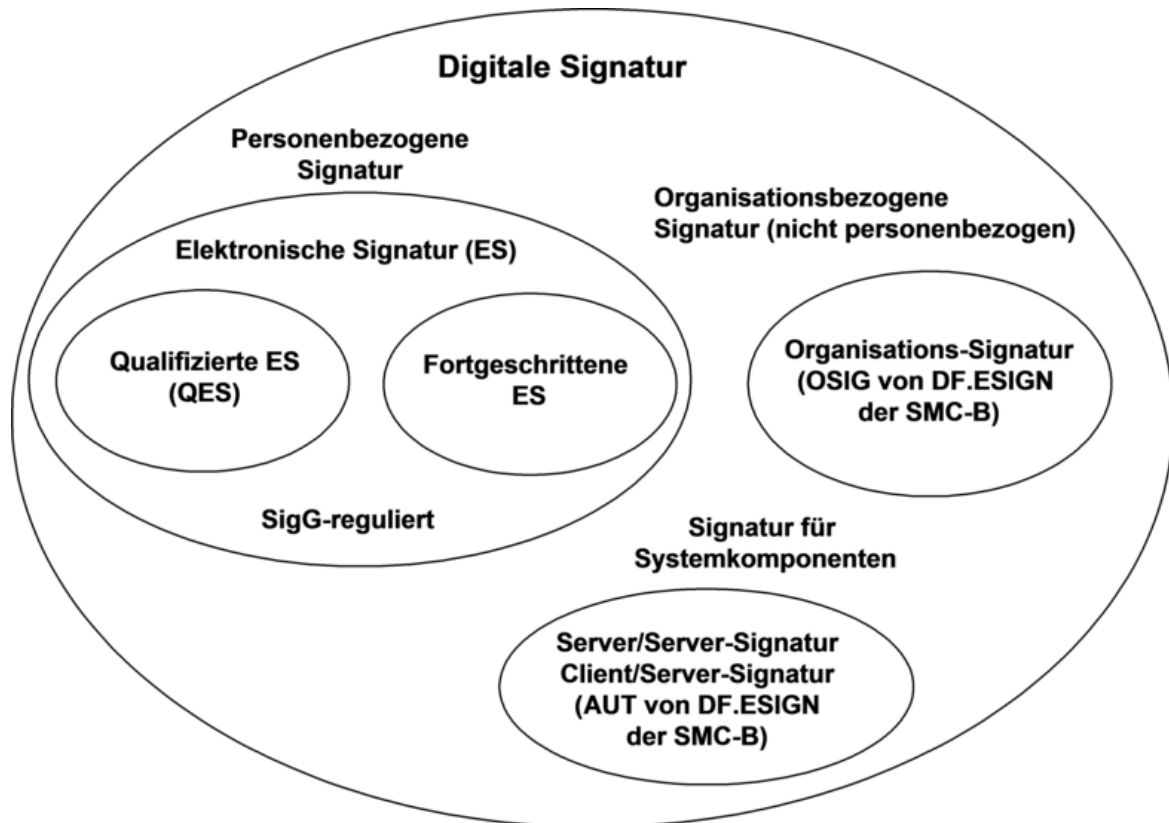 Digitale Signatur
Personenbezogene
Signatur
Elektronische Signatur (ES)
Qualifizierte ES
(QES)
Fortgeschrittene
ES
SigG-reguliert
Organisationsbezogene
Signatur (nicht personenbezogen)
Organisations-Signatur
(OSIG von DF.ESIGN
der SMC-B)
Signatur für
Systemkomponenten
Server/Server-Signatur
Client/Server-Signatur
(AUT von DF.ESIGN
der SMC-B)